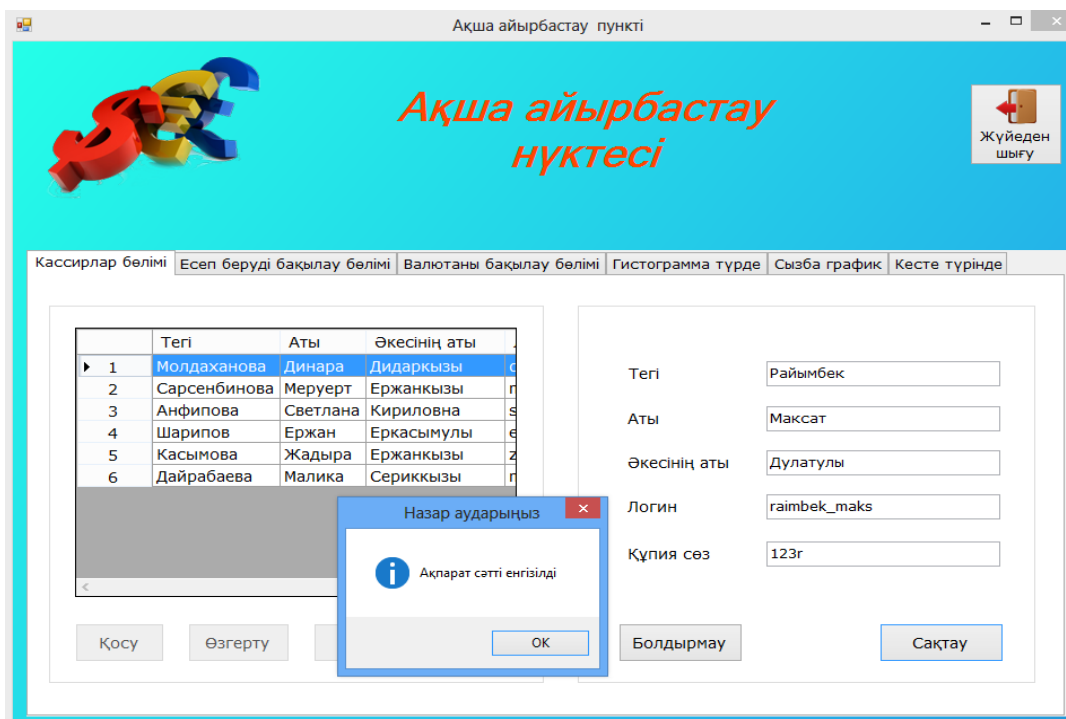 Ақша айырбастау пункті
Ақша айырбастау
нүктесі
Жүйеден
шығу
Кассирлар бөлімі Есеп беруді бақылау бөлімі Валютаны бақылау бөлімі Гистограмма түрде Сызба график Кесте түрінде
Тегі Аты Әкесінің аты
1 Молдаханова Динара Дидаркызы
2 Сарсенбинова Меруерт Ержанкызы
3 Анфипова Светлана Кириловна
4 Шарипов Ержан Еркасымулы
5 Касымова Жадыра Ержанкызы
6 Дайрабаева Малика Сериккызы
Тегі Райымбек
Аты Максат
Әкесінің аты Дулатулы
Логин raimbek_maks
Құпия сөз 123r
Назар аударыңыз
Ақпарат сәтті енгізілді
OK
Қосу Өзгерту Болдырмау Сақтау